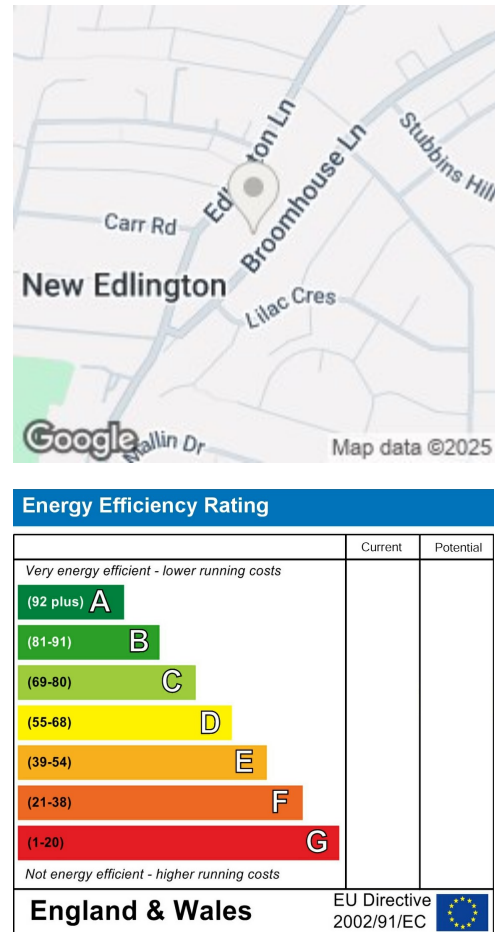 Edlington Ln
Broomhouse Ln
Stubbins Hill
Carr Rd
New Edlington
Lilac Cres
Mallin Dr
Google
Map data ©2025
Energy Efficiency Rating
Current Potential
Very energy efficient - lower running costs
(92 plus) A
(81-91) B
(69-80) C
(55-68) D
(39-54) E
(21-38) F
(1-20) G
Not energy efficient - higher running costs
England & Wales
EU Directive
2002/91/EC